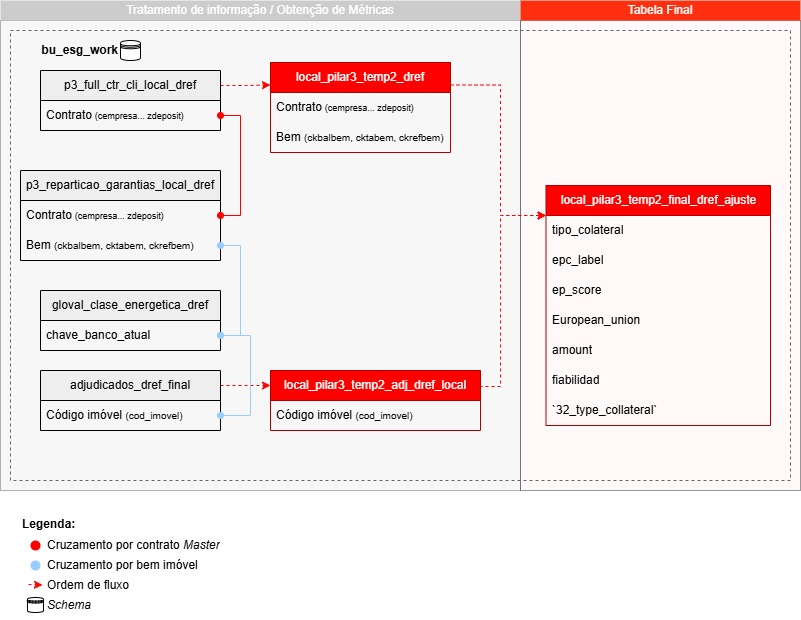 Tratamento de informação / Obtenção de Métricas
Tabela Final
bu_esg_work
p3_full_ctr_cli_local_dref
Contrato (cempresa... zdeposit)
local_pilar3_temp2_dref
Contrato (cempresa... zdeposit)
Bem (ckbalbem, cktabem, ckrefbem)
p3_reparticao_garantias_local_dref
Contrato (cempresa... zdeposit)
Bem (ckbalbem, cktabem, ckrefbem)
gloval_clase_energetica_dref
chave_banco_atual
adjudicados_dref_final
Código imóvel (cod_imovel)
local_pilar3_temp2_adj_dref_local
Código imóvel (cod_imovel)
local_pilar3_temp2_final_dref_ajuste
tipo_colateral
epc_label
ep_score
European_union
amount
fiabilidad
`32_type_collateral`
Legenda:
Cruzamento por contrato Master
Cruzamento por bem imóvel
Ordem de fluxo
Schema